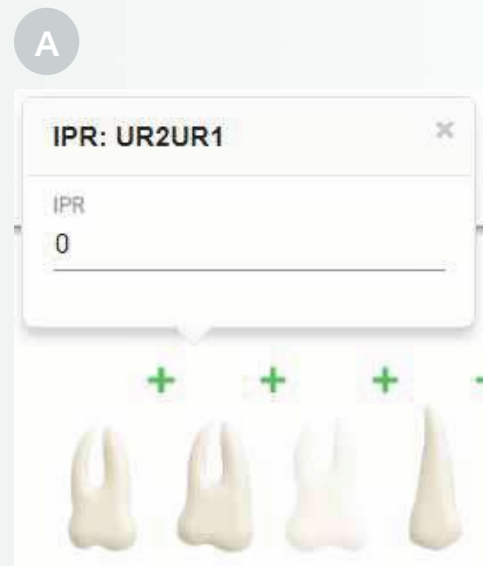 A
IPR: UR2UR1 ×
IPR
0
+ + +